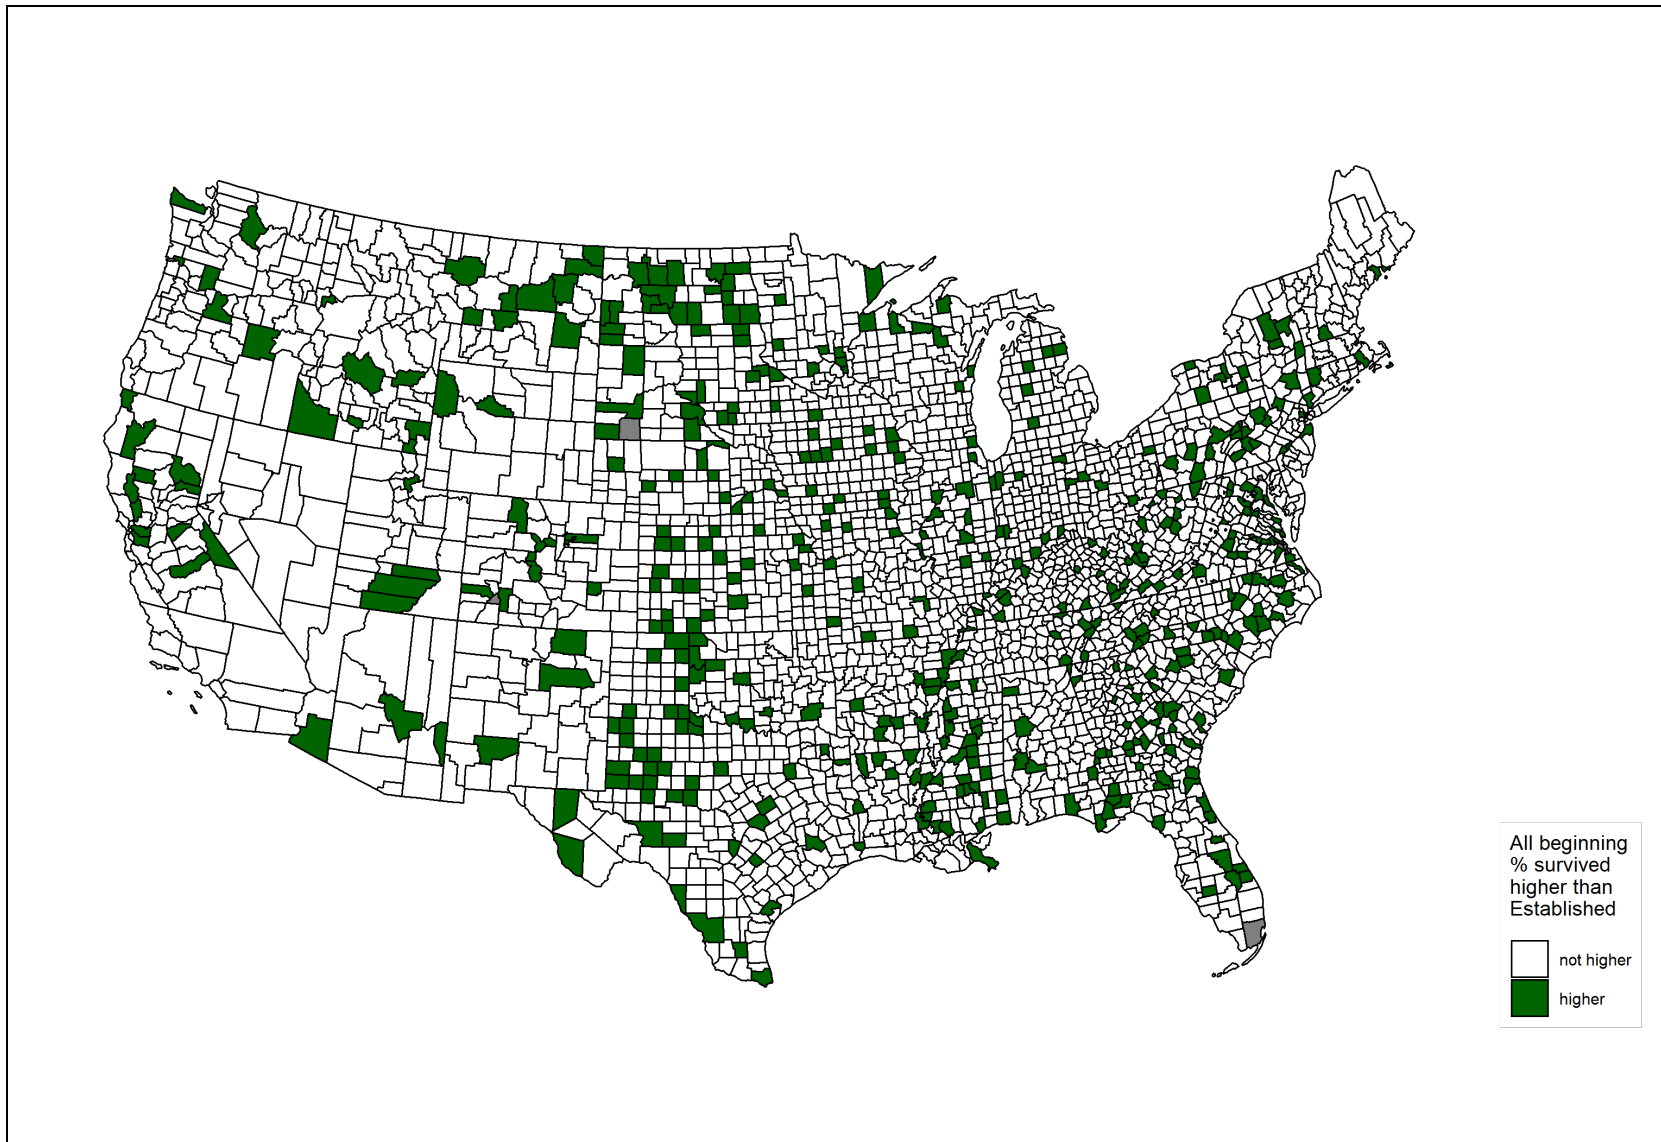 All beginning
% survived
higher than
Established
not higher
higher